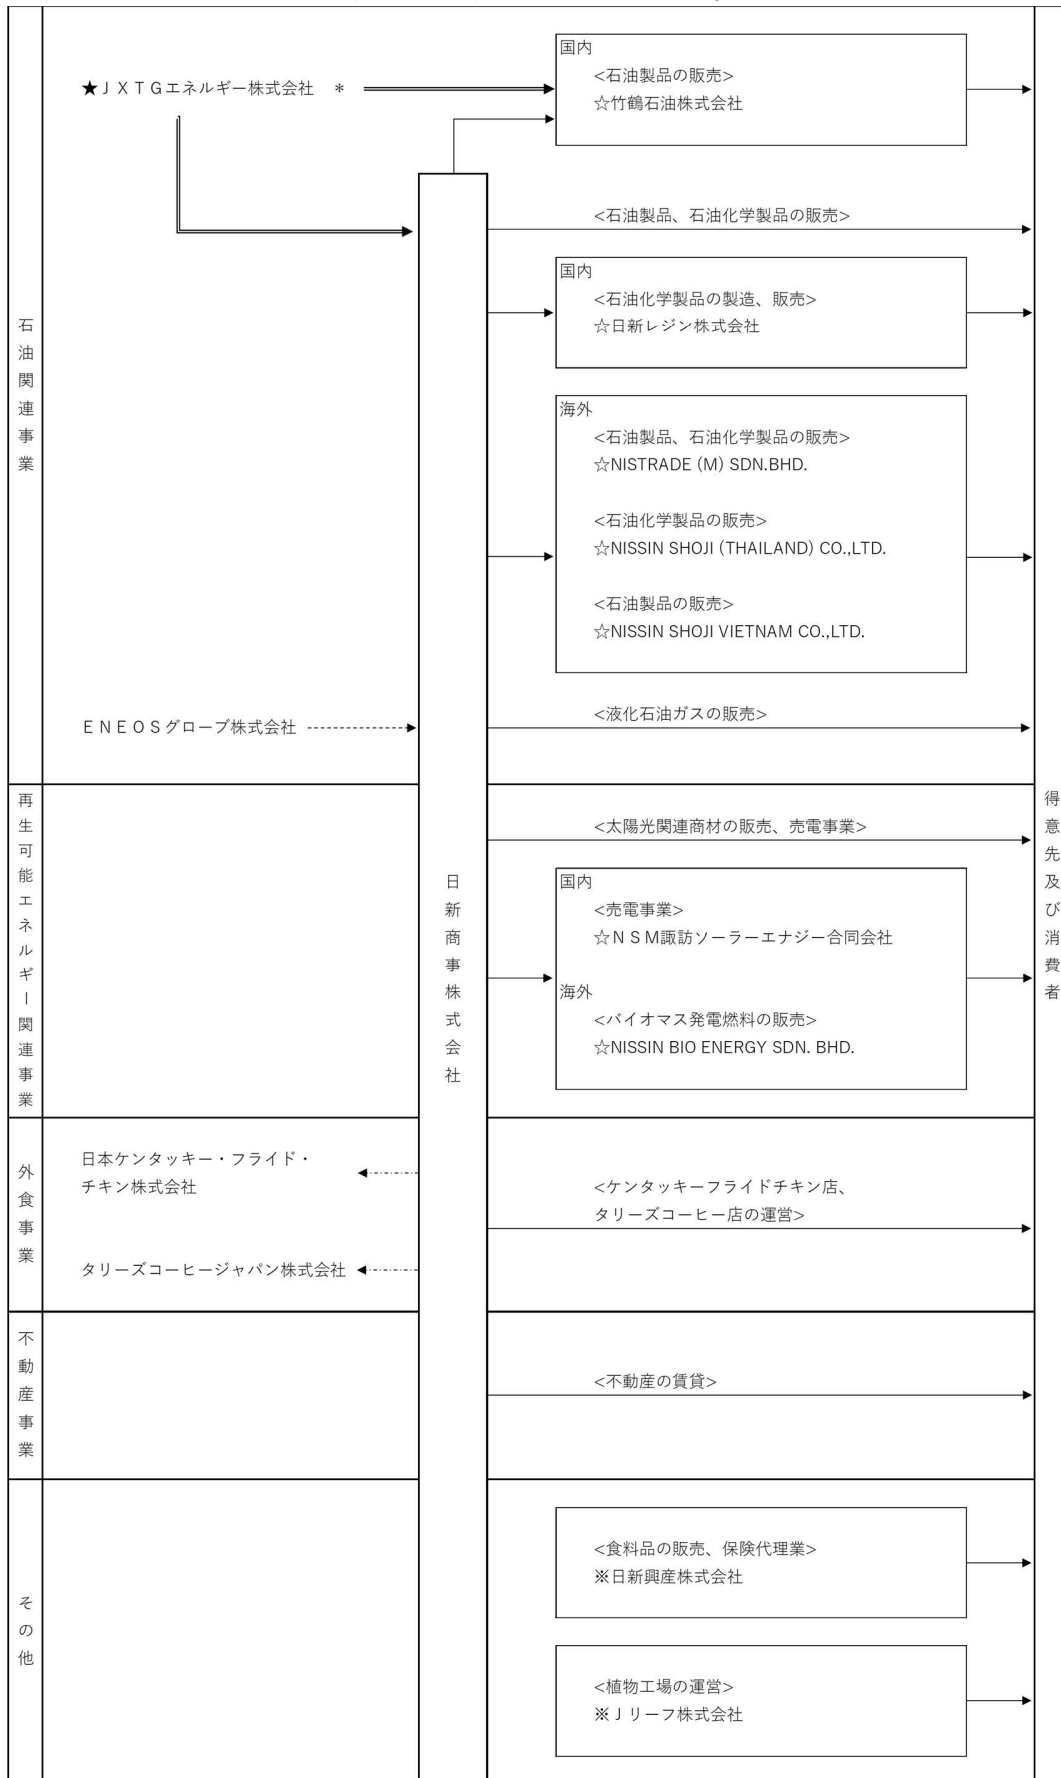 石油関連事業
★ＪＸＴＧエネルギー株式会社 ＊
国内
<石油製品の販売>
☆竹鶴石油株式会社
<石油製品、石油化学製品の販売>
国内
<石油化学製品の製造、販売>
☆日新レジン株式会社
海外
<石油製品、石油化学製品の販売>
☆NISTRADE (M) SDN.BHD.
<石油化学製品の販売>
☆NISSIN SHOJI (THAILAND) CO.,LTD.
<石油製品の販売>
☆NISSIN SHOJI VIETNAM CO.,LTD.
ＥＮＥＯＳグローブ株式会社
<液化石油ガスの販売>
日新商事株式会社
得意先及び消費者
再生可能エネルギー関連事業
<太陽光関連商材の販売、売電事業>
国内
<売電事業>
☆ＮＳＭ諏訪ソーラーエナジー合同会社
海外
<バイオマス発電燃料の販売>
☆NISSIN BIO ENERGY SDN. BHD.
外食事業
日本ケンタッキー・フライド・
チキン株式会社
タリーズコーヒージャパン株式会社
<ケンタッキーフライドチキン店、
タリーズコーヒー店の運営>
不動産事業
<不動産の賃貸>
その他
<食料品の販売、保険代理業>
※日新興産株式会社
<植物工場の運営>
※Ｊリーフ株式会社